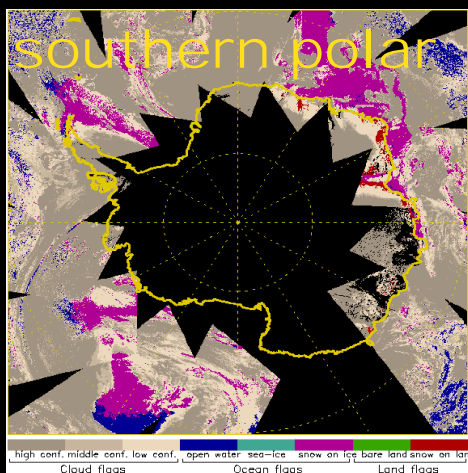 southern polar
high conf. middle conf. low conf. open water sea-ice snow on ice bare land snow on lan
Cloud flags Ocean flags Land flags